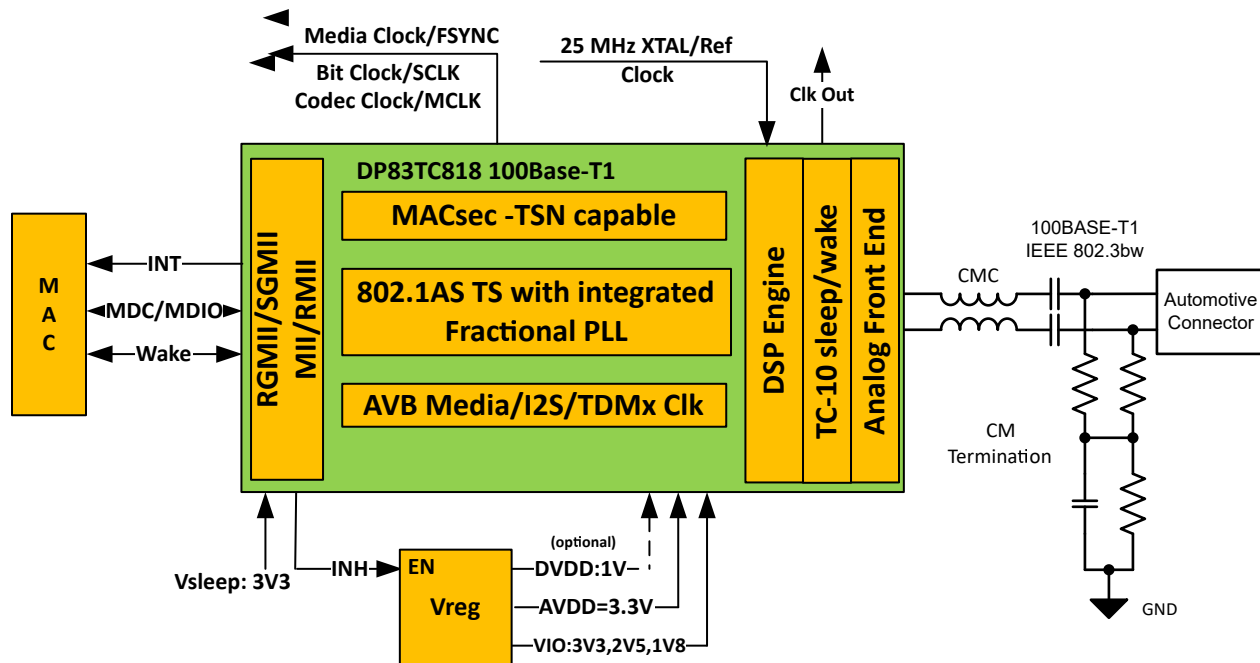 Media Clock/FSYNC
Bit Clock/SCLK
Codec Clock/MCLK
25 MHz XTAL/Ref
Clock
Clk Out
DP83TC818 100Base-T1
MACsec -TSN capable
802.1AS TS with integrated
Fractional PLL
AVB Media/I2S/TDMx Clk
RGMII/SGMII
MII/RMII
DSP Engine
TC-10 sleep/wake
Analog Front End
M
A
C
INT
MDC/MDIO
Wake
100BASE-T1
IEEE 802.3bw
CMC
Automotive
Connector
CM
Termination
GND
Vsleep: 3V3
INH
EN
Vreg
(optional)
DVDD:1V
AVDD=3.3V
VIO:3V3,2V5,1V8